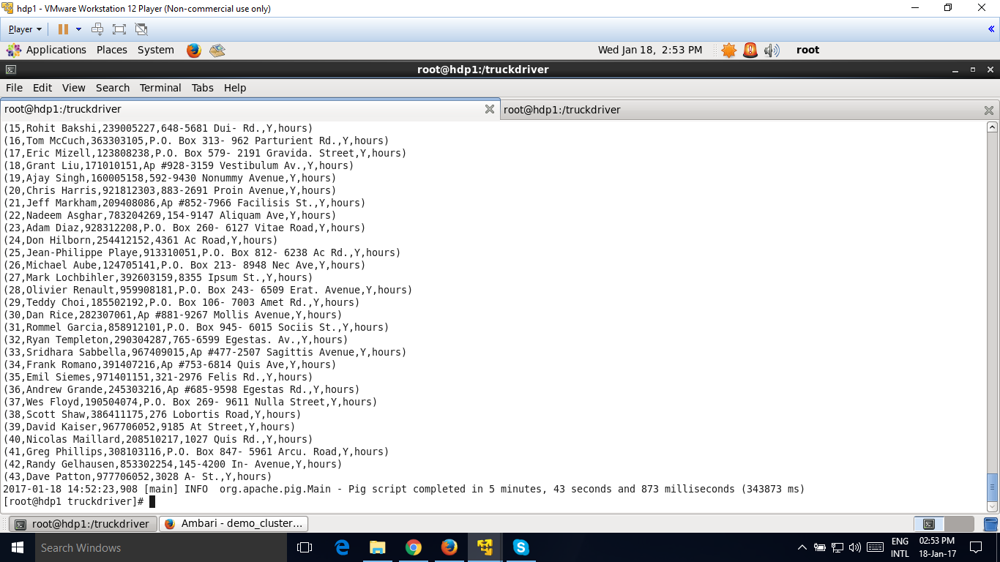 hdp1 - VMware Workstation 12 Player (Non-commercial use only)
Player
Applications Places System Wed Jan 18, 2:53 PM root
root@hdp1:/truckdriver
File Edit View Search Terminal Tabs Help
root@hdp1:/truckdriver root@hdp1:/truckdriver
(15,Rohit Bakshi,239005227,648-5681 Dui- Rd.,Y,hours)
(16,Tom McCuch,363303105,P.O. Box 313- 962 Parturient Rd.,Y,hours)
(17,Eric Mizell,123808238,P.O. Box 579- 2191 Gravida. Street,Y,hours)
(18,Grant Liu,171010151,Ap #928-3159 Vestibulum Av.,Y,hours)
(19,Ajay Singh,160005158,592-9430 Nonummy Avenue,Y,hours)
(20,Chris Harris,921812303,883-2691 Proin Avenue,Y,hours)
(21,Jeff Markham,209408086,Ap #852-7966 Facilisis St.,Y,hours)
(22,Nadeem Asghar,783204269,154-9147 Aliquam Ave,Y,hours)
(23,Adam Diaz,928312208,P.O. Box 260- 6127 Vitae Road,Y,hours)
(24,Don Hilborn,254412152,4361 Ac Road,Y,hours)
(25,Jean-Philippe Playe,913310051,P.O. Box 812- 6238 Ac Rd.,Y,hours)
(26,Michael Aube,124705141,P.O. Box 213- 8948 Nec Ave,Y,hours)
(27,Mark Lochbihler,392603159,8355 Ipsum St.,Y,hours)
(28,Olivier Renault,959908181,P.O. Box 243- 6509 Erat. Avenue,Y,hours)
(29,Teddy Choi,185502192,P.O. Box 106- 7003 Amet Rd.,Y,hours)
(30,Dan Rice,282307061,Ap #881-9267 Mollis Avenue,Y,hours)
(31,Rommel Garcia,858912101,P.O. Box 945- 6015 Sociis St.,Y,hours)
(32,Ryan Templeton,290304287,765-6599 Egestas. Av.,Y,hours)
(33,Sridhara Sabbella,967409015,Ap #477-2507 Sagittis Avenue,Y,hours)
(34,Frank Romano,391407216,Ap #753-6814 Quis Ave,Y,hours)
(35,Emil Siemes,971401151,321-2976 Felis Rd.,Y,hours)
(36,Andrew Grande,245303216,Ap #685-9598 Egestas Rd.,Y,hours)
(37,Wes Floyd,190504074,P.O. Box 269- 9611 Nulla Street,Y,hours)
(38,Scott Shaw,386411175,276 Lobortis Road,Y,hours)
(39,David Kaiser,967706052,9185 At Street,Y,hours)
(40,Nicolas Maillard,208510217,1027 Quis Rd.,Y,hours)
(41,Greg Phillips,308103116,P.O. Box 847- 5961 Arcu. Road,Y,hours)
(42,Randy Gelhausen,853302254,145-4200 In- Avenue,Y,hours)
(43,Dave Patton,977706052,3028 A- St.,Y,hours)
2017-01-18 14:52:23,908 [main] INFO  org.apache.pig.Main - Pig script completed in 5 minutes, 43 seconds and 873 milliseconds (343873 ms)
[root@hdp1 truckdriver]#
root@hdp1:/truckdriver Ambari - demo_cluster...
Search Windows ENG 02:53 PM
INTL 18-Jan-17